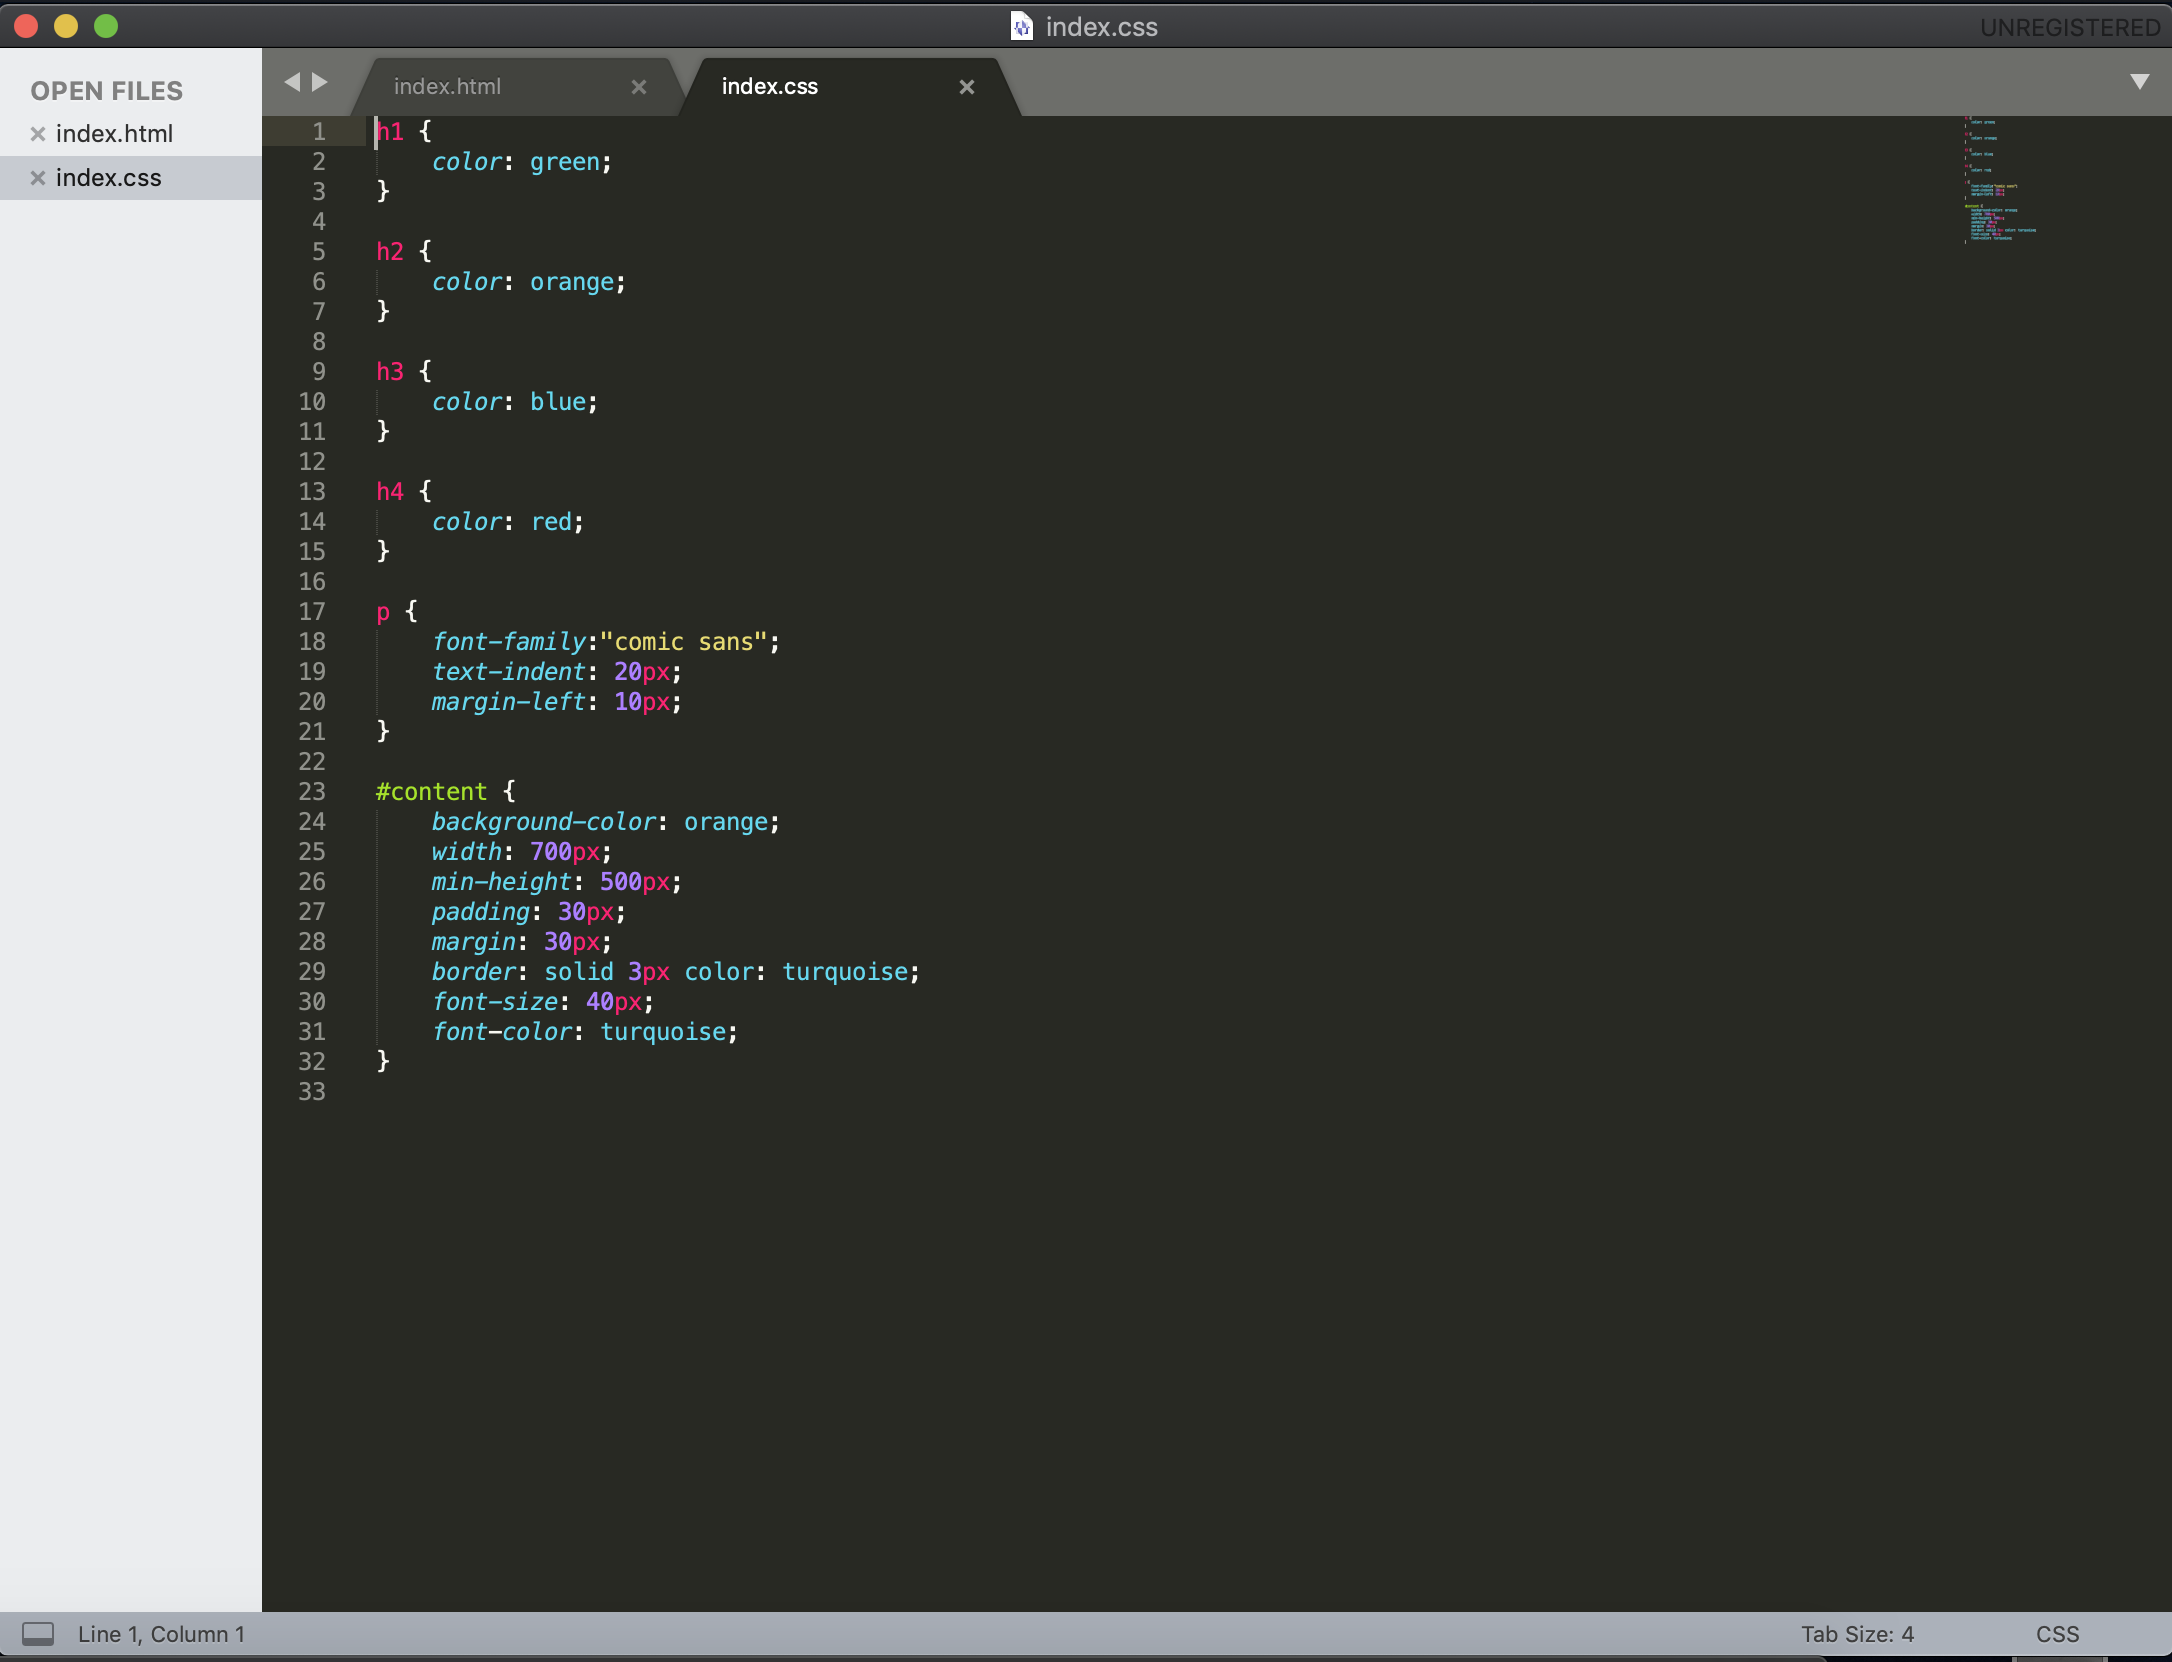 index.css
UNREGISTERED
OPEN FILES
index.html
index.css
index.html
index.css
1 h1 {
2 color: green;
3 }
4
5 h2 {
6 color: orange;
7 }
8
9 h3 {
10 color: blue;
11 }
12
13 h4 {
14 color: red;
15 }
16
17 p {
18 font-family:"comic sans";
19 text-indent: 20px;
20 margin-left: 10px;
21 }
22
23 #content {
24 background-color: orange;
25 width: 700px;
26 min-height: 500px;
27 padding: 30px;
28 margin: 30px;
29 border: solid 3px color: turquoise;
30 font-size: 40px;
31 font-color: turquoise;
32 }
33
Line 1, Column 1
Tab Size: 4
CSS